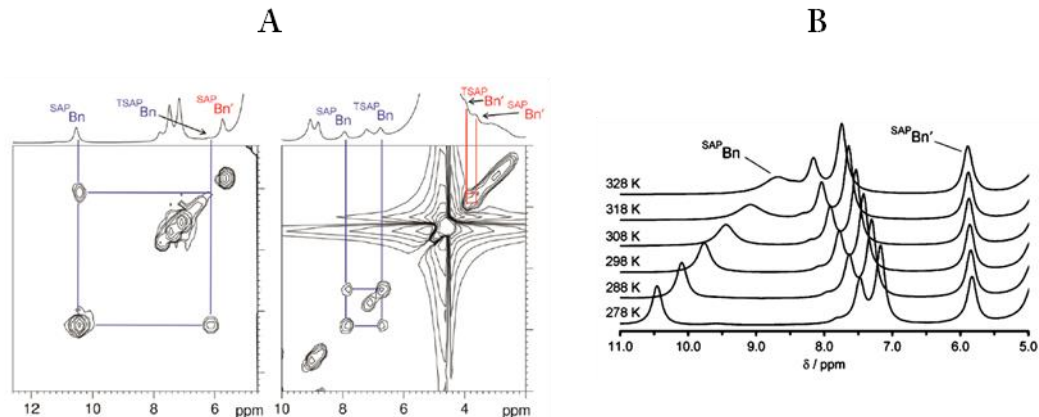 A
B
SAP Bn
TSAP Bn
SAP Bn′
SAP Bn
TSAP Bn
TSAP Bn′
SAP Bn′
12 10 8 6 ppm
10 8 6 4 ppm
SAP Bn
SAP Bn′
328 K
318 K
308 K
298 K
288 K
278 K
11.0 10.0 9.0 8.0 7.0 6.0 5.0
δ / ppm